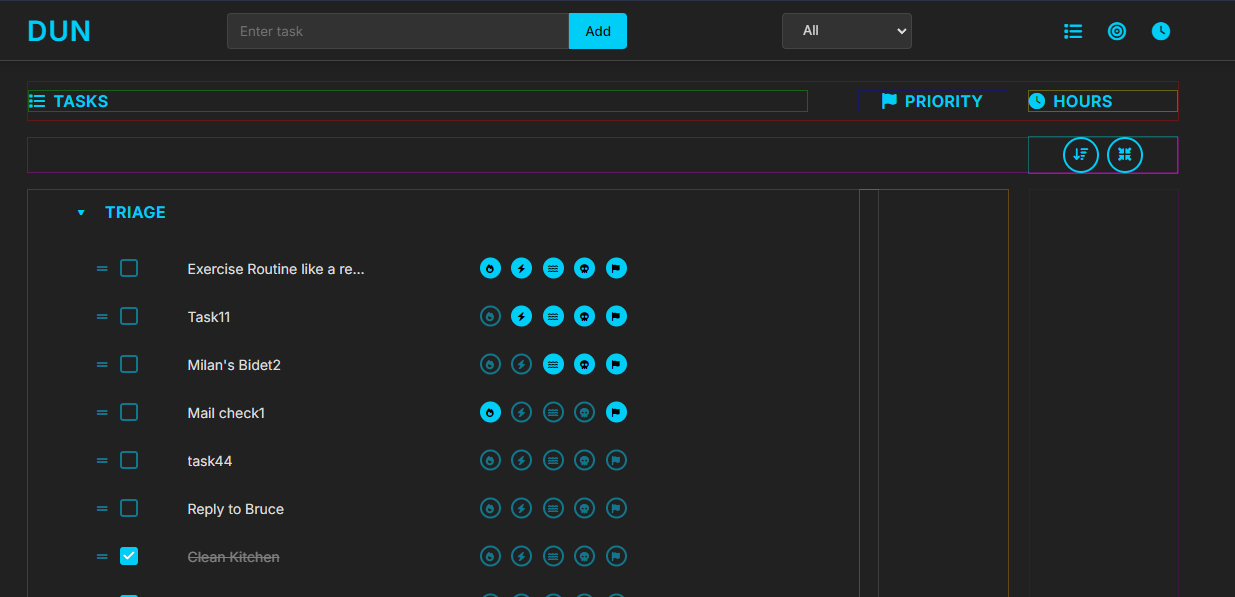 DUN
Enter task
Add
All
TASKS
PRIORITY
HOURS
TRIAGE
Exercise Routine like a re...
Task11
Milan's Bidet2
Mail check1
task44
Reply to Bruce
Clean Kitchen